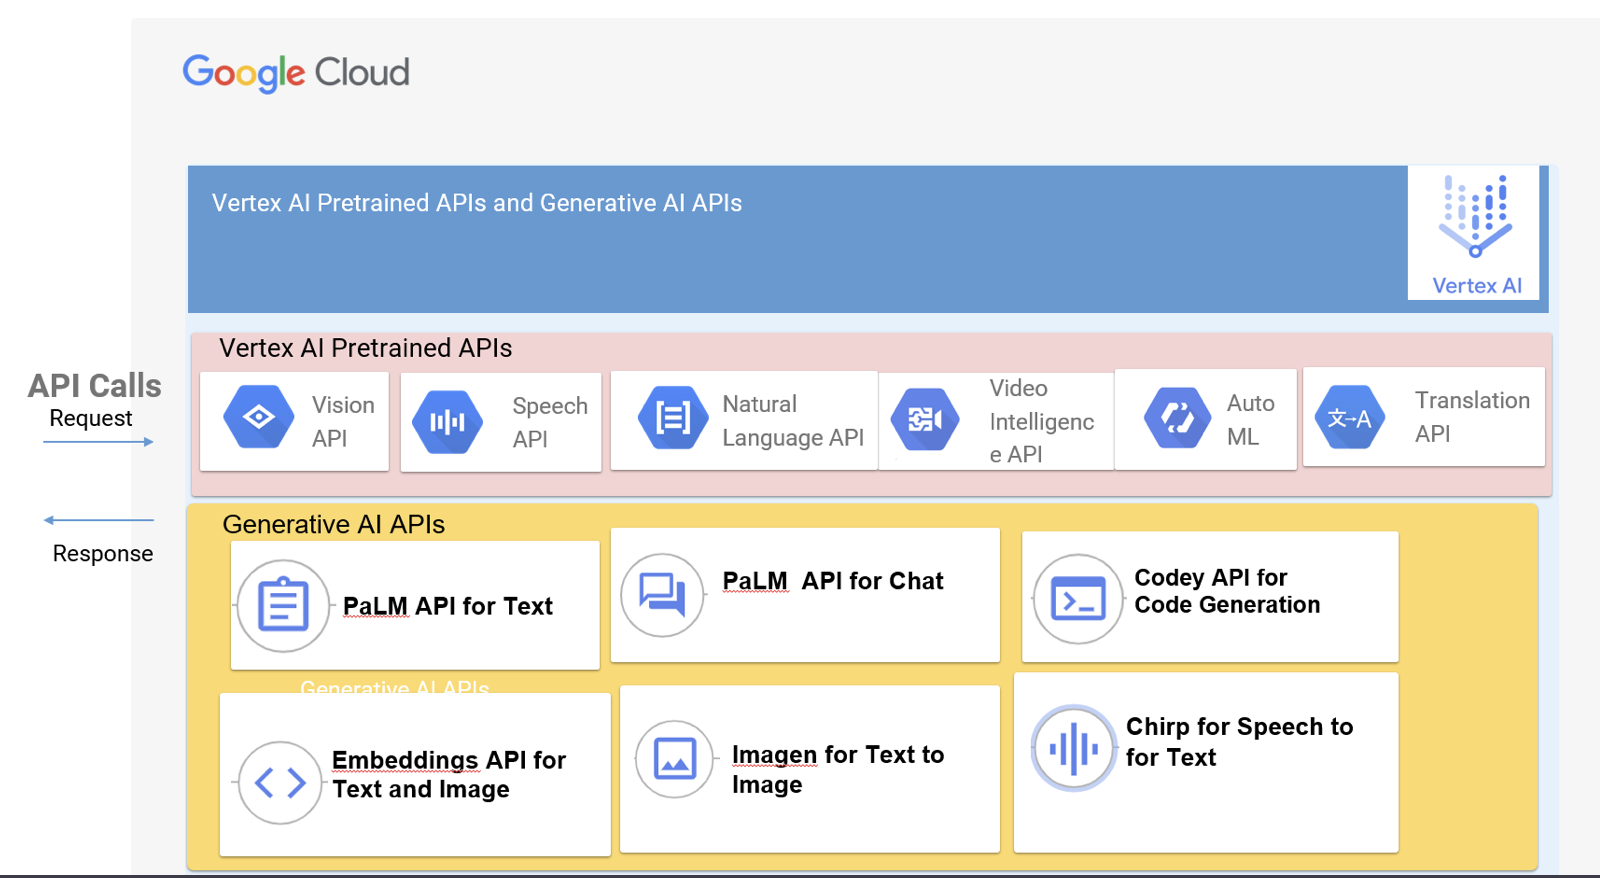 Google Cloud
Vertex AI Pretrained APIs and Generative AI APIs
Vertex AI
Vertex AI Pretrained APIs
API Calls
Request
Response
Vision
API
Speech
API
Natural
Language API
Video
Intelligenc
e API
Auto
ML
文→A
Translation
API
Generative AI APIs
PaLM API for Text
PaLM  API for Chat
Codey API for
Code Generation
Generative AI APIs
Embeddings API for
Text and Image
Imagen for Text to
Image
Chirp for Speech to
for Text